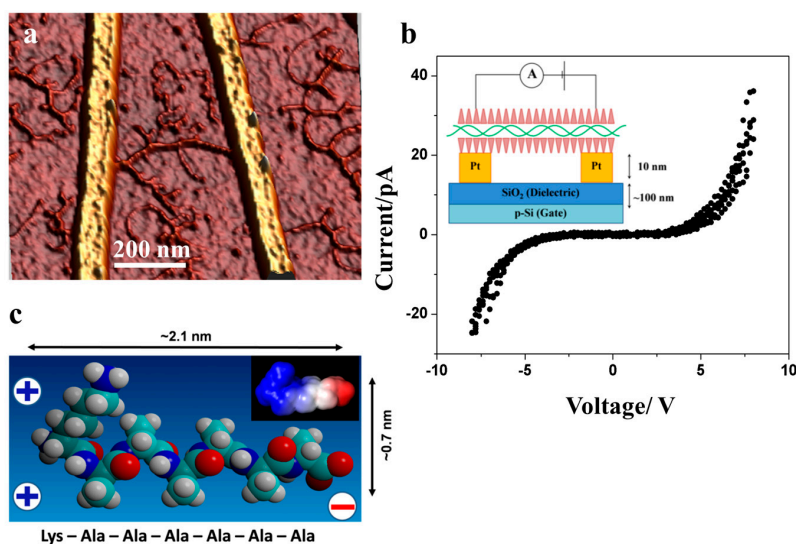 a
200 nm
b
40
20
0
-20
-10
-5
0
5
10
Current/pA
Voltage/ V
A
Pt
Pt
10 nm
SiO₂ (Dielectric)
~100 nm
p-Si (Gate)
c
~2.1 nm
~0.7 nm
+
+
−
Lys – Ala – Ala – Ala – Ala – Ala – Ala